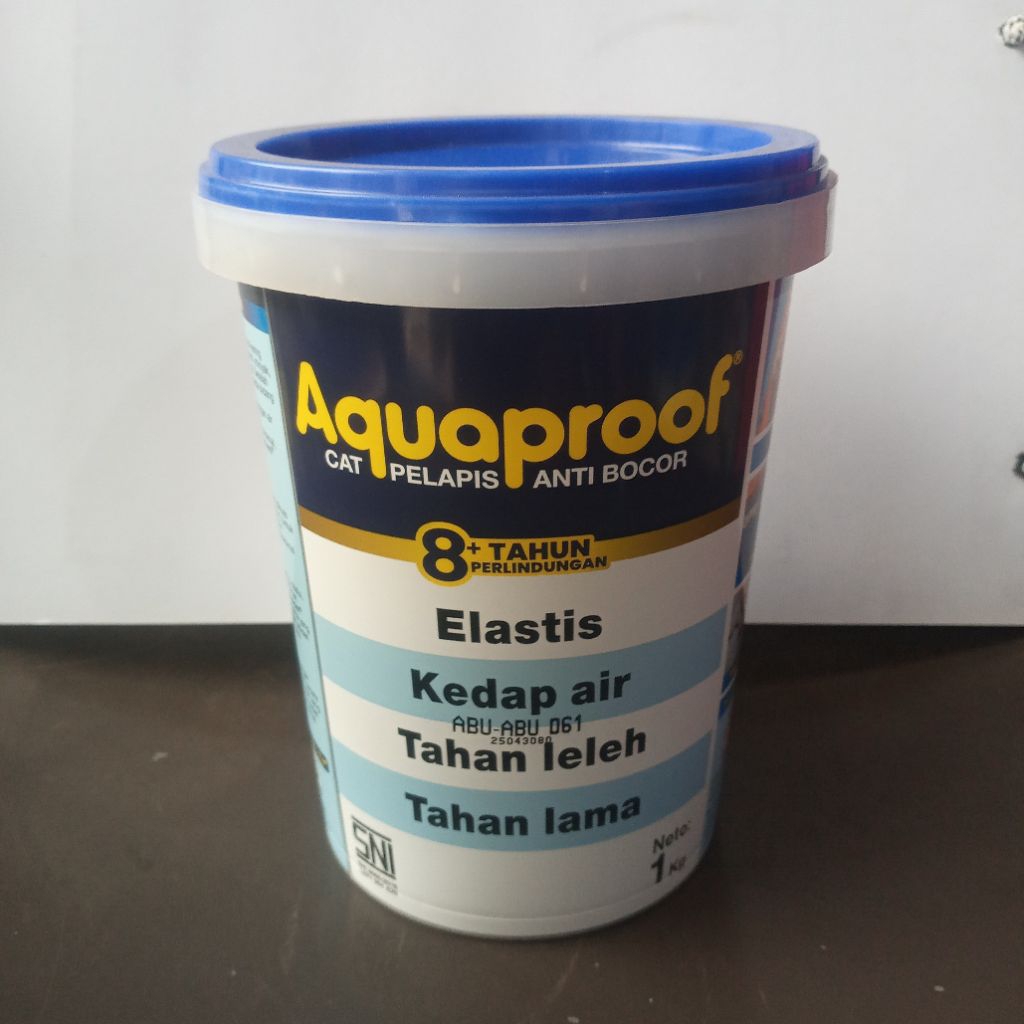 Aquaproof®
CAT PELAPIS ANTI BOCOR
8+ TAHUN
PERLINDUNGAN
Elastis
Kedap air
ABU-ABU 061
25043080
Tahan leleh
Tahan lama
SNI
Neto:
1 Kg